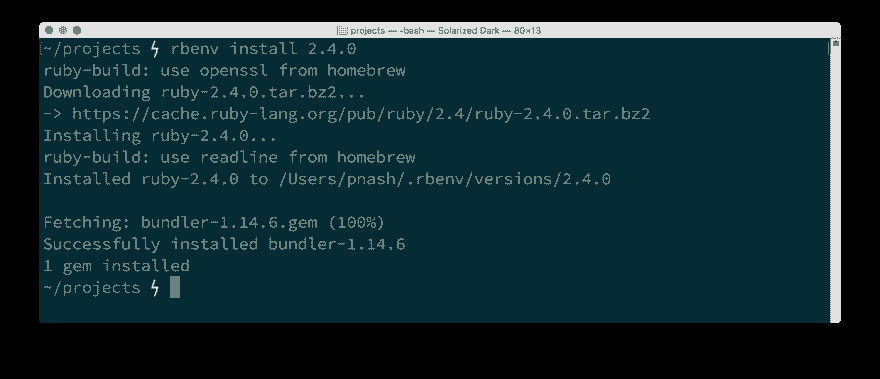 projects — -bash — Solarized Dark — 80×13
~/projects ϟ rbenv install 2.4.0
ruby-build: use openssl from homebrew
Downloading ruby-2.4.0.tar.bz2...
-> https://cache.ruby-lang.org/pub/ruby/2.4/ruby-2.4.0.tar.bz2
Installing ruby-2.4.0...
ruby-build: use readline from homebrew
Installed ruby-2.4.0 to /Users/pnash/.rbenv/versions/2.4.0
Fetching: bundler-1.14.6.gem (100%)
Successfully installed bundler-1.14.6
1 gem installed
~/projects ϟ